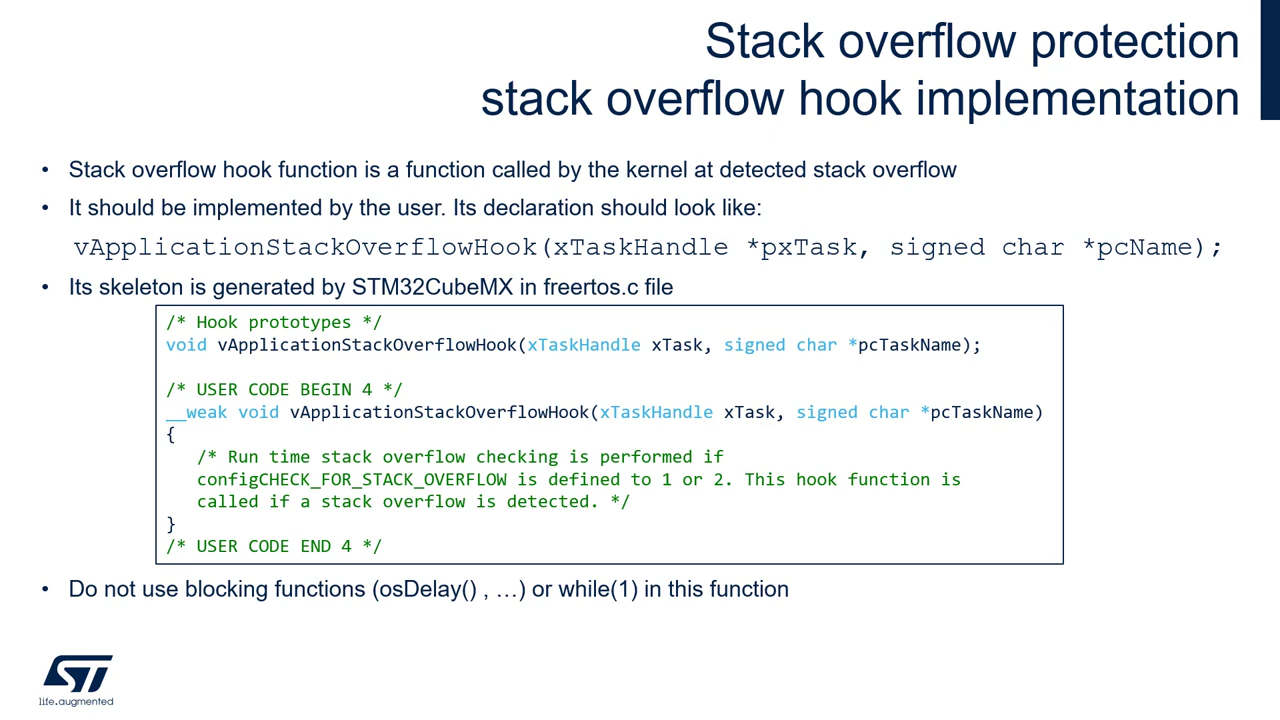 Stack overflow protection
stack overflow hook implementation
• Stack overflow hook function is a function called by the kernel at detected stack overflow
• It should be implemented by the user. Its declaration should look like:
vApplicationStackOverflowHook(xTaskHandle *pxTask, signed char *pcName);
• Its skeleton is generated by STM32CubeMX in freertos.c file
/* Hook prototypes */
void vApplicationStackOverflowHook(xTaskHandle xTask, signed char *pcTaskName);
/* USER CODE BEGIN 4 */
__weak void vApplicationStackOverflowHook(xTaskHandle xTask, signed char *pcTaskName)
{
/* Run time stack overflow checking is performed if
configCHECK_FOR_STACK_OVERFLOW is defined to 1 or 2. This hook function is
called if a stack overflow is detected. */
}
/* USER CODE END 4 */
• Do not use blocking functions (osDelay() , …) or while(1) in this function
ST
life.augmented